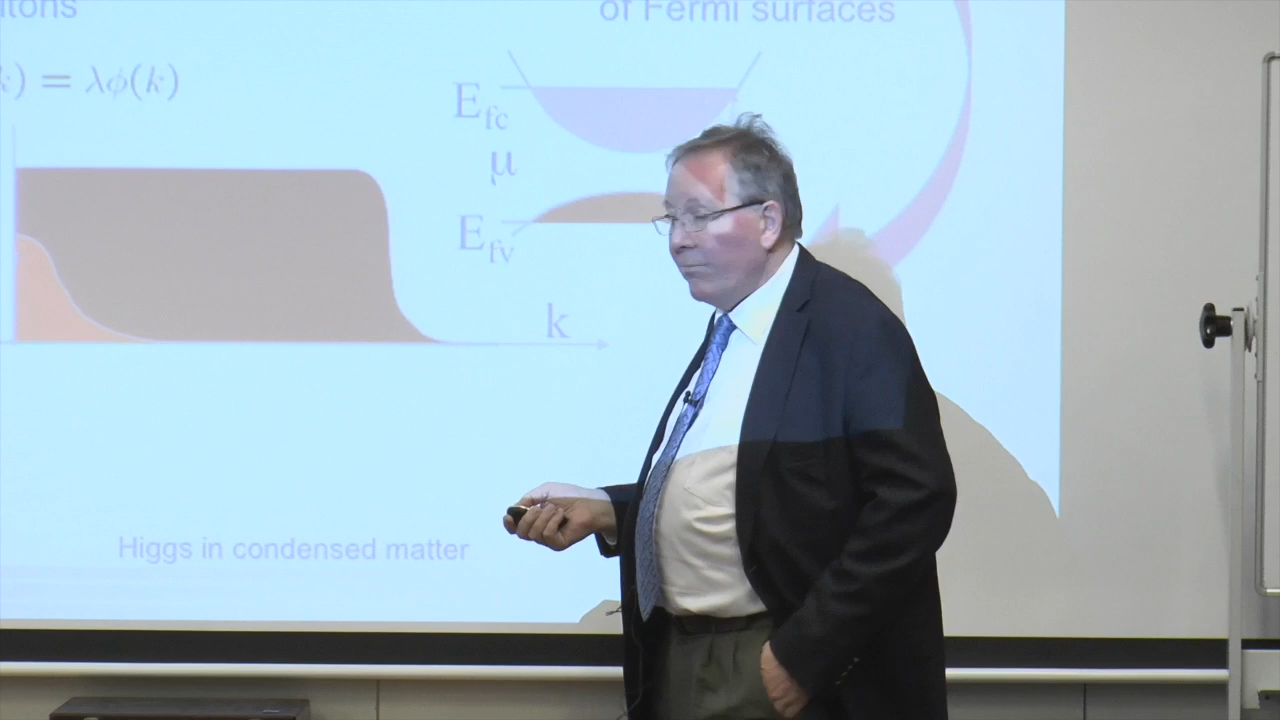 of Fermi surfaces
) = λϕ(k)
E_fc
μ
E_fv
k
Higgs in condensed matter